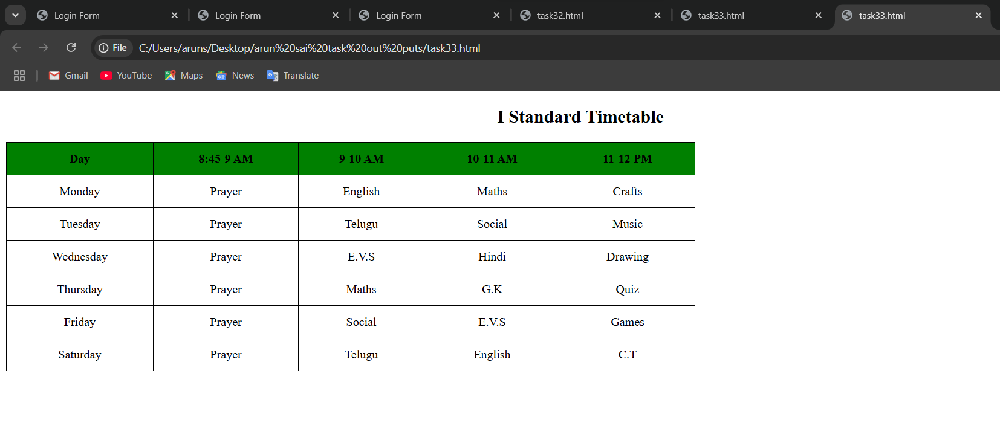 Login Form Login Form Login Form task32.html task33.html task33.html
File C:/Users/aruns/Desktop/arun%20sai%20task%20out%20puts/task33.html
Gmail YouTube Maps News Translate
I Standard Timetable
Day 8:45-9 AM 9-10 AM 10-11 AM 11-12 PM
Monday Prayer English Maths Crafts
Tuesday Prayer Telugu Social Music
Wednesday Prayer E.V.S Hindi Drawing
Thursday Prayer Maths G.K Quiz
Friday Prayer Social E.V.S Games
Saturday Prayer Telugu English C.T